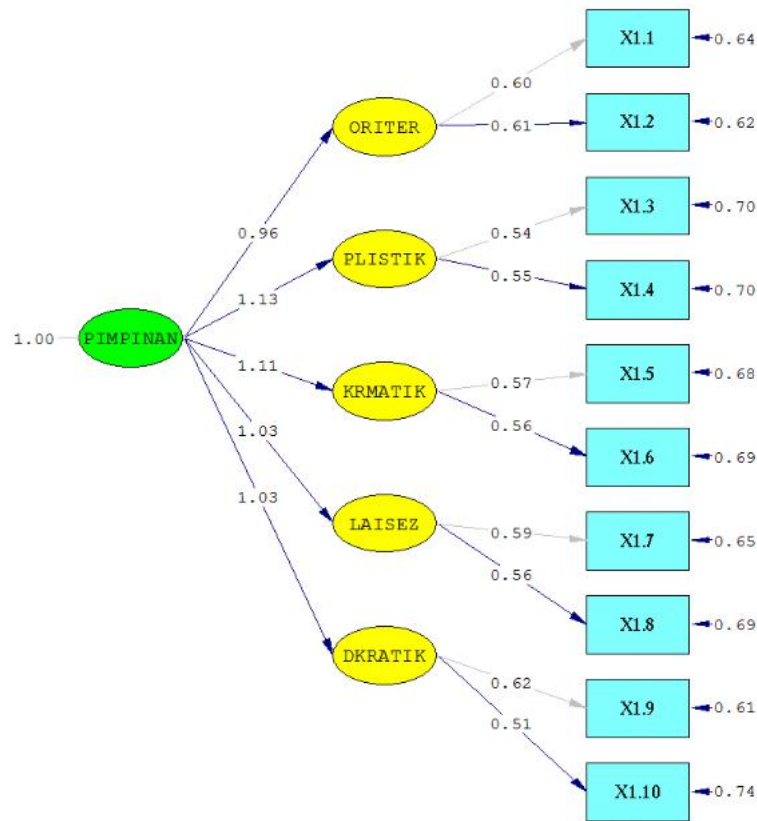 X1.1
0.64
0.60
ORITER
0.61
X1.2
0.62
0.96
X1.3
0.70
0.54
PLISTIK
0.55
X1.4
0.70
1.13
1.00
PIMPINAN
1.11
X1.5
0.68
0.57
KRMATIK
0.56
X1.6
0.69
1.03
LAISEZ
0.59
X1.7
0.65
0.56
X1.8
0.69
1.03
DKRATIK
0.62
X1.9
0.61
0.51
X1.10
0.74